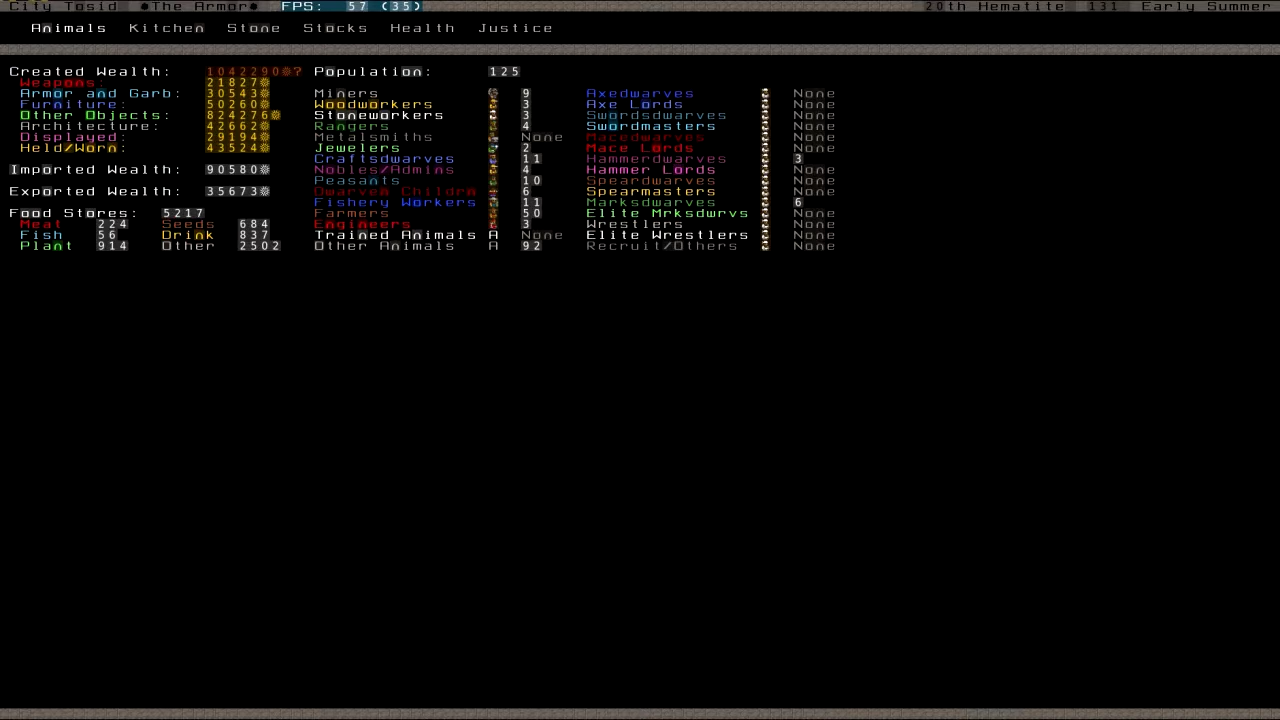 City Tosid ●The Armor● FPS: 57 (35) 20th Hematite 131 Early Summer
Animals Kitchen Stone Stocks Health Justice
Created Wealth: 1042290☼? Population: 125
Weapons: 21827☼
Armor and Garb: 30543☼ Miners 9 Axedwarves None
Furniture: 50260☼ Woodworkers 3 Axe Lords None
Other Objects: 824276☼ Stoneworkers 3 Swordsdwarves None
Architecture: 42662☼ Rangers 4 Swordmasters None
Displayed: 29194☼ Metalsmiths None Macedwarves None
Held/Worn: 43524☼ Jewelers 2 Mace Lords None
Craftsdwarves 11 Hammerdwarves 3
Imported Wealth: 90580☼ Nobles/Admins 4 Hammer Lords None
Peasants 10 Speardwarves None
Exported Wealth: 35673☼ Dwarven Childrn 6 Spearmasters None
Fishery Workers 11 Marksdwarves 6
Food Stores: 5217 Farmers 50 Elite Mrksdwrvs None
Meat 224 Seeds 684 Engineers 3 Wrestlers None
Fish 56 Drink 837 Trained Animals A None Elite Wrestlers None
Plant 914 Other 2502 Other Animals A 92 Recruit/Others None